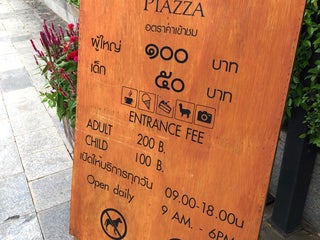 PIAZZA
อัตราค่าเข้าชม
ผู้ใหญ่ ๑๐๐ บาท
เด็ก ๕๐ บาท
ENTRANCE FEE
ADULT 200 B.
CHILD 100 B.
เปิดให้บริการทุกวัน 09.00-18.00น
Open daily 9 AM. - 6PM